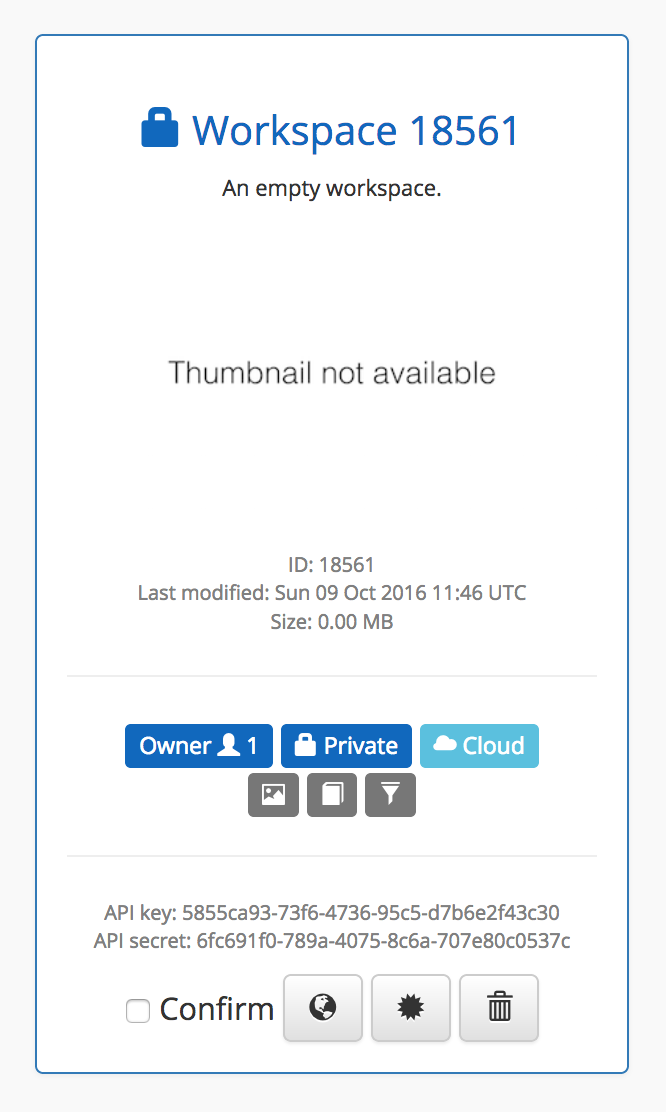 Workspace 18561
An empty workspace.
Thumbnail not available
ID: 18561
Last modified: Sun 09 Oct 2016 11:46 UTC
Size: 0.00 MB
Owner 1 Private Cloud
API key: 5855ca93-73f6-4736-95c5-d7b6e2f43c30
API secret: 6fc691f0-789a-4075-8c6a-707e80c0537c
Confirm